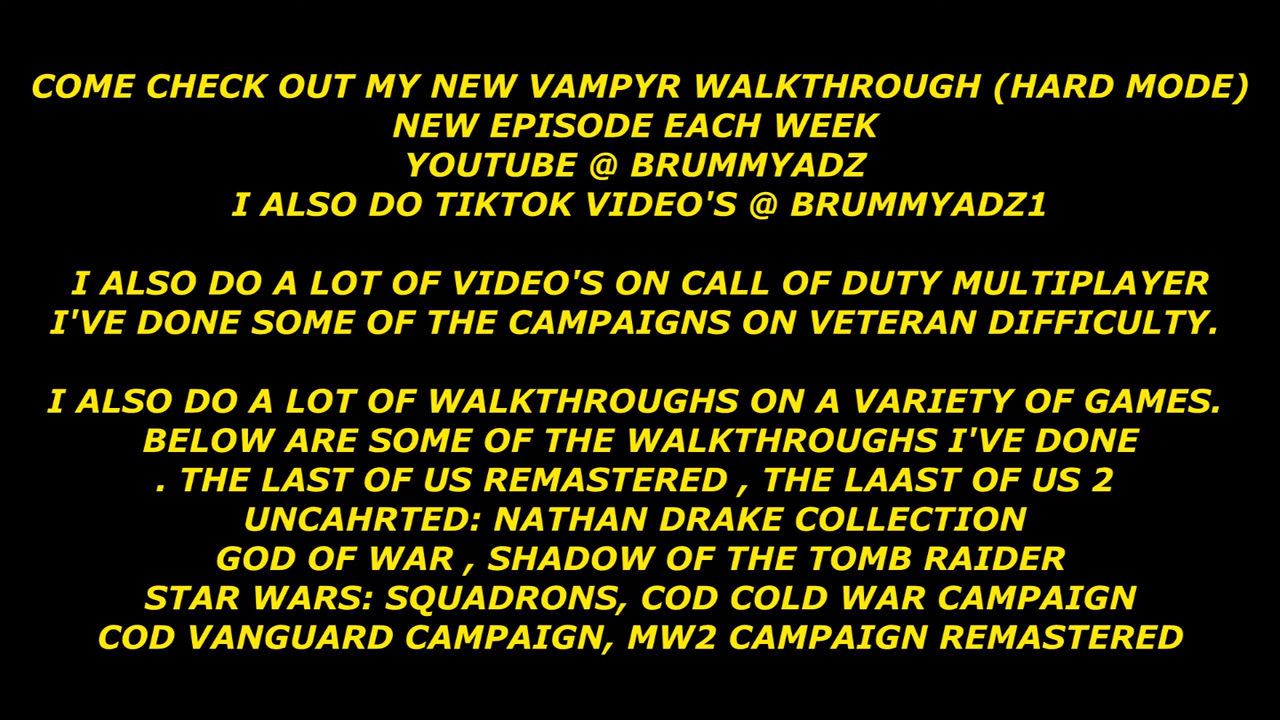 COME CHECK OUT MY NEW VAMPYR WALKTHROUGH (HARD MODE)
NEW EPISODE EACH WEEK
YOUTUBE @ BRUMMYADZ
I ALSO DO TIKTOK VIDEO'S @ BRUMMYADZ1
I ALSO DO A LOT OF VIDEO'S ON CALL OF DUTY MULTIPLAYER
I'VE DONE SOME OF THE CAMPAIGNS ON VETERAN DIFFICULTY.
I ALSO DO A LOT OF WALKTHROUGHS ON A VARIETY OF GAMES.
BELOW ARE SOME OF THE WALKTHROUGHS I'VE DONE
. THE LAST OF US REMASTERED , THE LAAST OF US 2
UNCAHRTED: NATHAN DRAKE COLLECTION
GOD OF WAR , SHADOW OF THE TOMB RAIDER
STAR WARS: SQUADRONS, COD COLD WAR CAMPAIGN
COD VANGUARD CAMPAIGN, MW2 CAMPAIGN REMASTERED